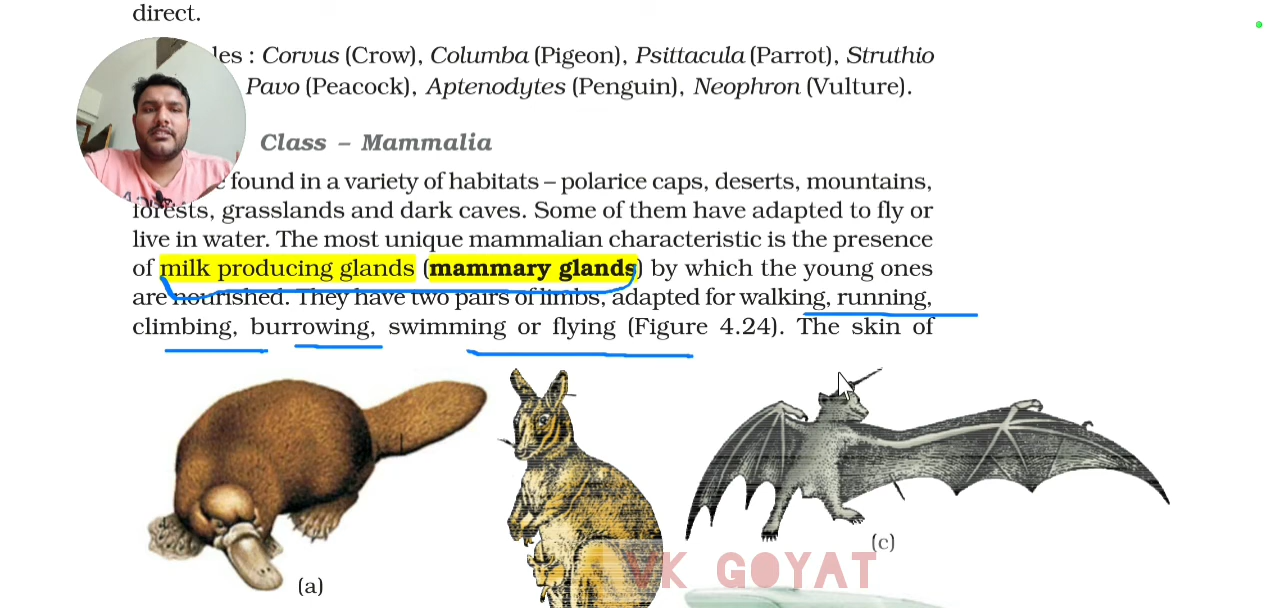 direct.
les : Corvus (Crow), Columba (Pigeon), Psittacula (Parrot), Struthio
Pavo (Peacock), Aptenodytes (Penguin), Neophron (Vulture).
Class – Mammalia
found in a variety of habitats – polarice caps, deserts, mountains,
forests, grasslands and dark caves. Some of them have adapted to fly or
live in water. The most unique mammalian characteristic is the presence
of milk producing glands (mammary glands) by which the young ones
are nourished. They have two pairs of limbs, adapted for walking, running,
climbing, burrowing, swimming or flying (Figure 4.24). The skin of
(c)
(a)
VK GOYAT